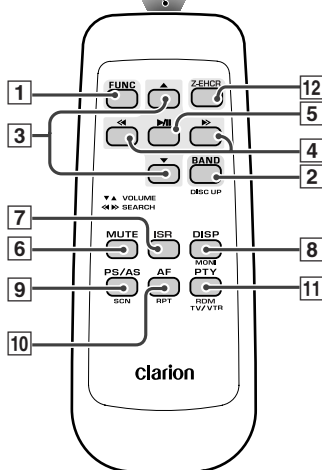 FUNC
Z-EHCR
12
1
5
3
4
BAND
2
DISC UP
VOLUME
SEARCH
7
MUTE ISR DISP
6
8
MONI
PS/AS AF PTY
9
11
SCN RPT RDM
TV/VTR
10
clarion